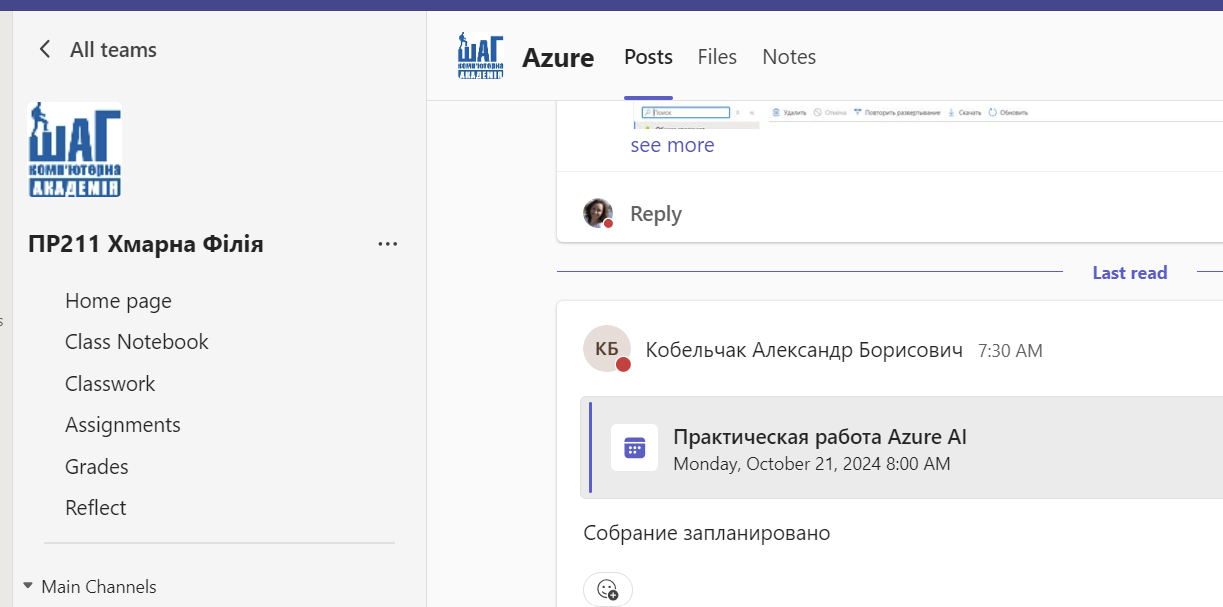 All teams
ШАГ
КОМП'ЮТЕРНА
АКАДЕМІЯ
ПР211 Хмарна Філія
Home page
Class Notebook
Classwork
Assignments
Grades
Reflect
Main Channels
ШАГ
КОМП'ЮТЕРНА
АКАДЕМІЯ
Azure
Posts
Files
Notes
Поиск
Удалить
Отмена
Повторить развертывание
Скачать
Обновить
see more
Reply
Last read
КБ
Кобельчак Александр Борисович 7:30 AM
Практическая работа Azure AI
Monday, October 21, 2024 8:00 AM
Собрание запланировано